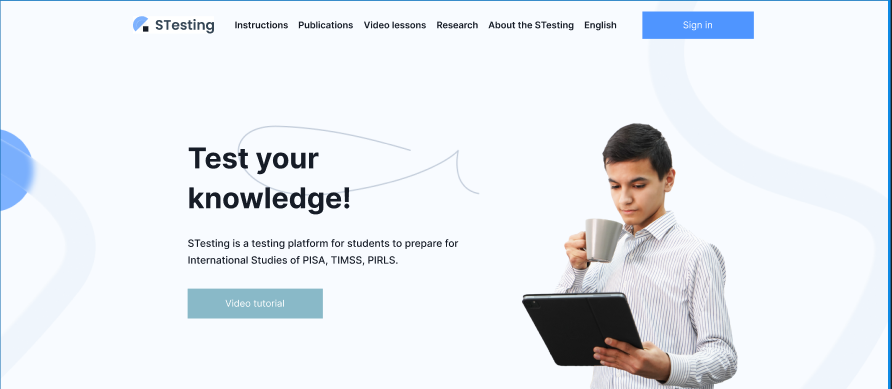 STesting
Instructions Publications Video lessons Research About the STesting English
Sign in
Test your
knowledge!
STesting is a testing platform for students to prepare for
International Studies of PISA, TIMSS, PIRLS.
Video tutorial